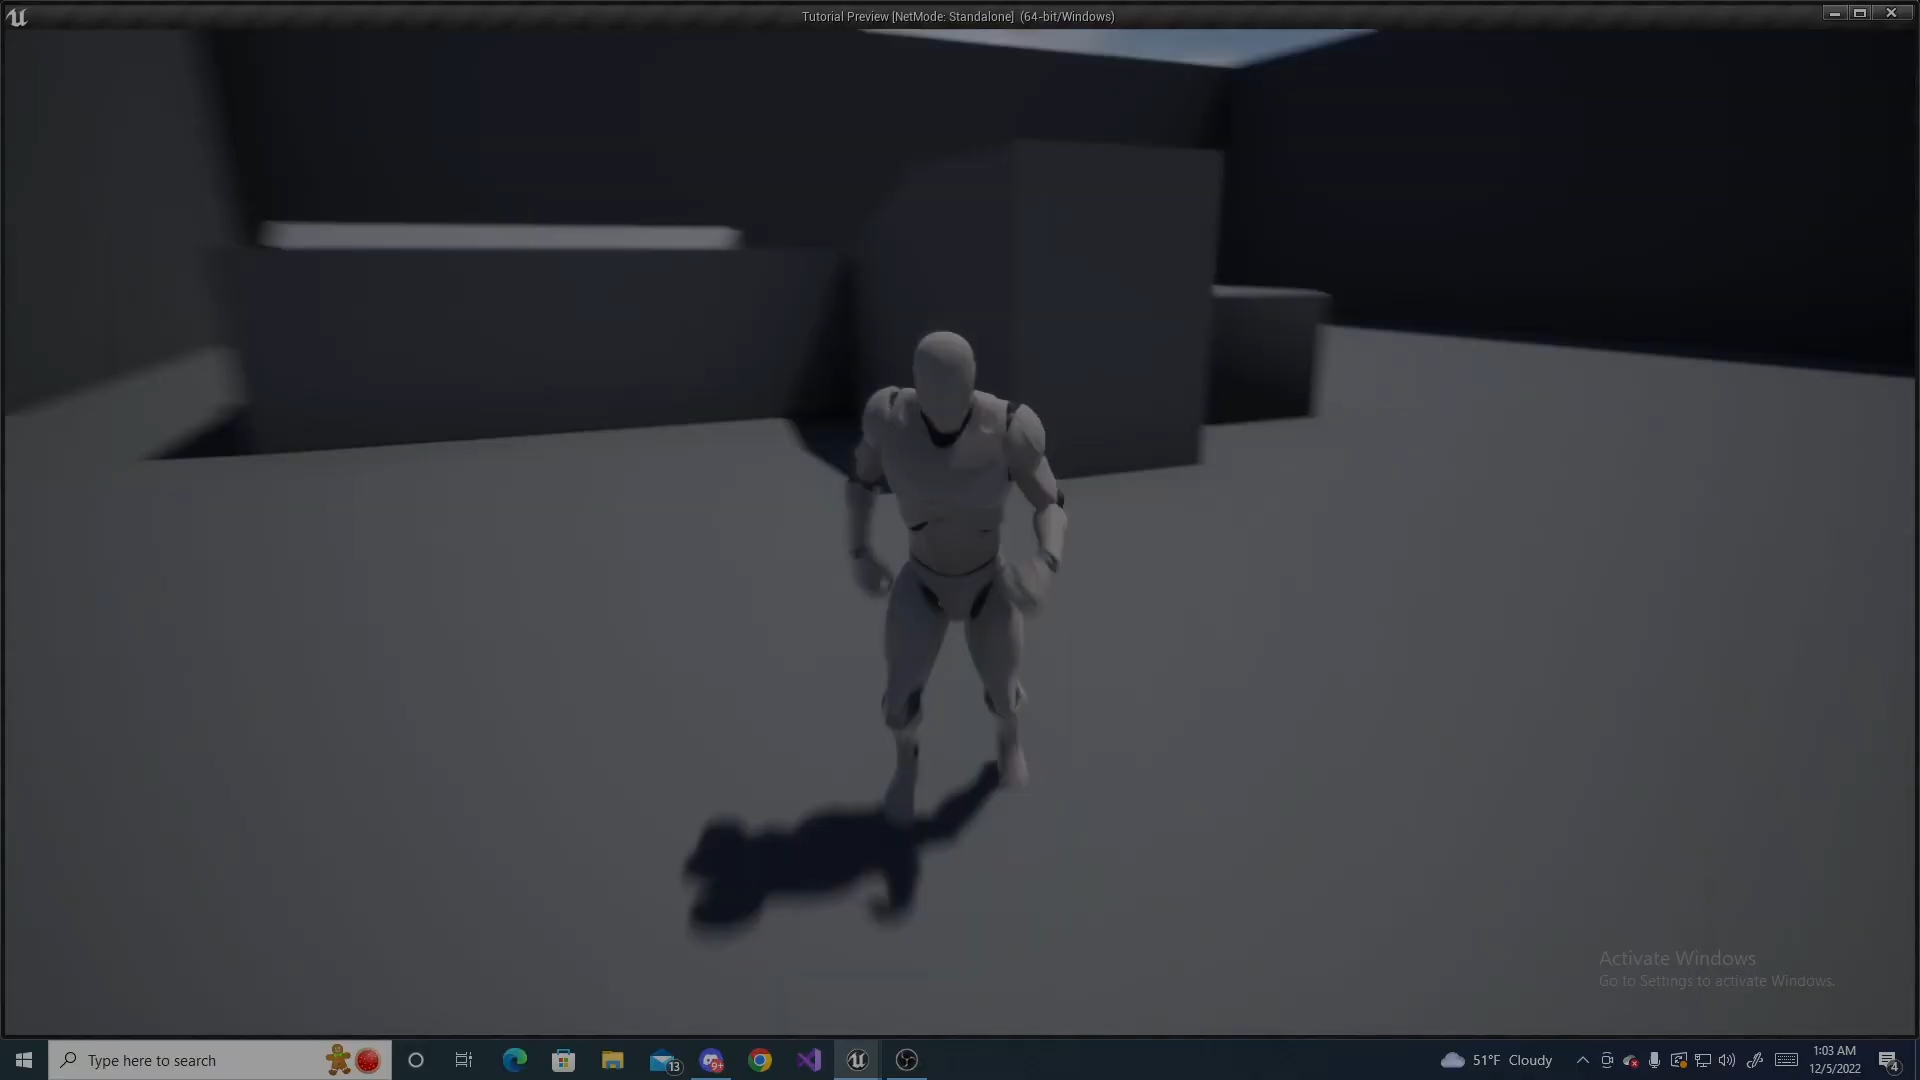 Tutorial Preview [NetMode: Standalone]  (64-bit/Windows)
Activate Windows
Go to Settings to activate Windows.
Type here to search
13
9+
51°F Cloudy
1:03 AM
12/5/2022
4